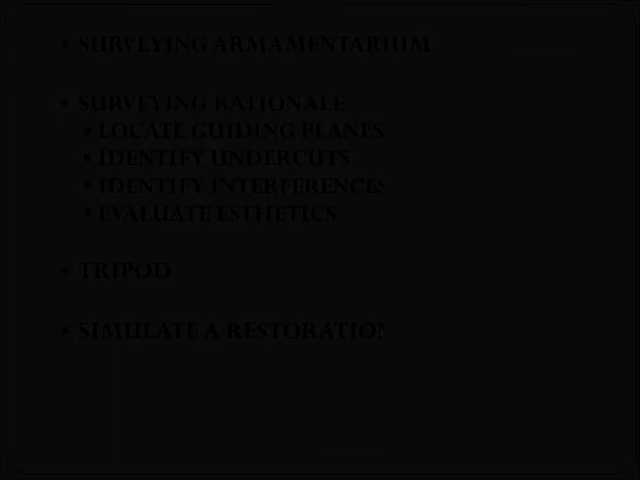 SURVEYING ARMAMENTARIUM
SURVEYING RATIONALE
LOCATE GUIDING PLANES
IDENTIFY UNDERCUTS
IDENTIFY INTERFERENCES
EVALUATE ESTHETICS
TRIPOD
SIMULATE A RESTORATION